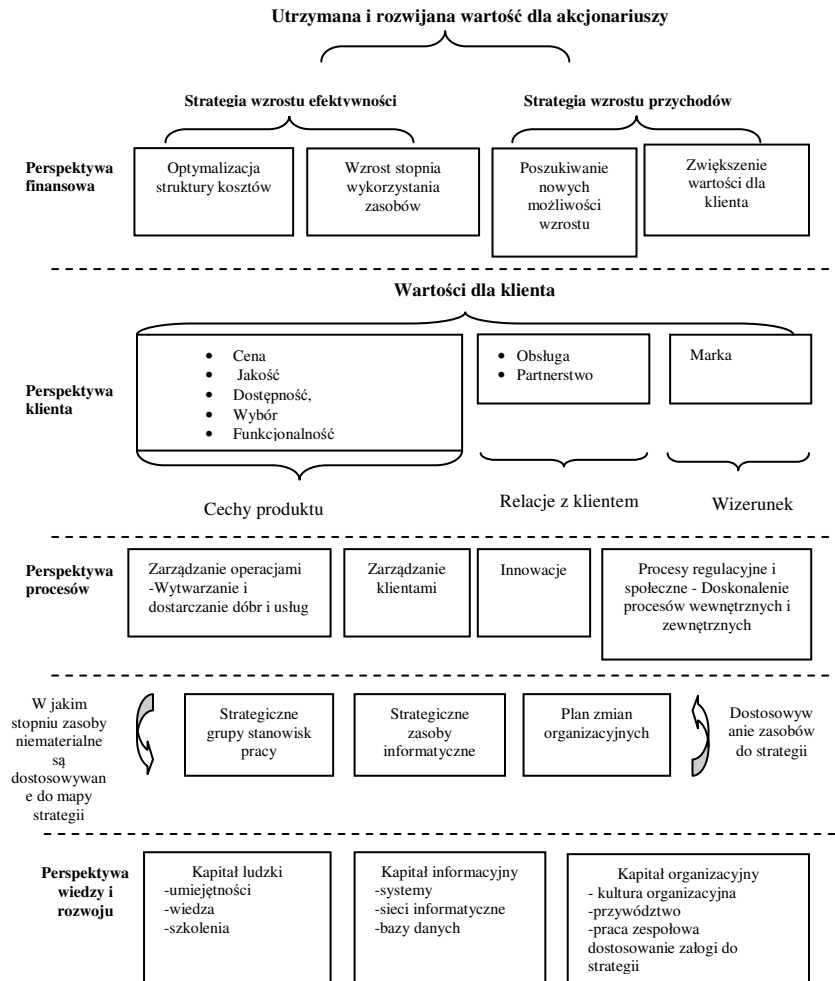 Utrzymana i rozwijana wartość dla akcjonariuszy
Strategia wzrostu efektywności
Strategia wzrostu przychodów
Perspektywa
finansowa
Optymalizacja
struktury kosztów
Wzrost stopnia
wykorzystania
zasobów
Poszukiwanie
nowych
możliwości
wzrostu
Zwiększenie
wartości dla
klienta
Wartości dla klienta
Perspektywa
klienta
• Cena
• Jakość
• Dostępność,
• Wybór
• Funkcjonalność
• Obsługa
• Partnerstwo
Marka
Cechy produktu
Relacje z klientem
Wizerunek
Perspektywa
procesów
Zarządzanie operacjami
-Wytwarzanie i
dostarczanie dóbr i usług
Zarządzanie
klientami
Innowacje
Procesy regulacyjne i
społeczne - Doskonalenie
procesów wewnętrznych i
zewnętrznych
W jakim
stopniu zasoby
niematerialne
są
dostosowywan
e do mapy
strategii
Strategiczne
grupy stanowisk
pracy
Strategiczne
zasoby
informatyczne
Plan zmian
organizacyjnych
Dostosowyw
anie zasobów
do strategii
Perspektywa
wiedzy i
rozwoju
Kapitał ludzki
-umiejętności
-wiedza
-szkolenia
Kapitał informacyjny
-systemy
-sieci informatyczne
-bazy danych
Kapitał organizacyjny
- kultura organizacyjna
-przywództwo
-praca zespołowa
dostosowanie załogi do
strategii